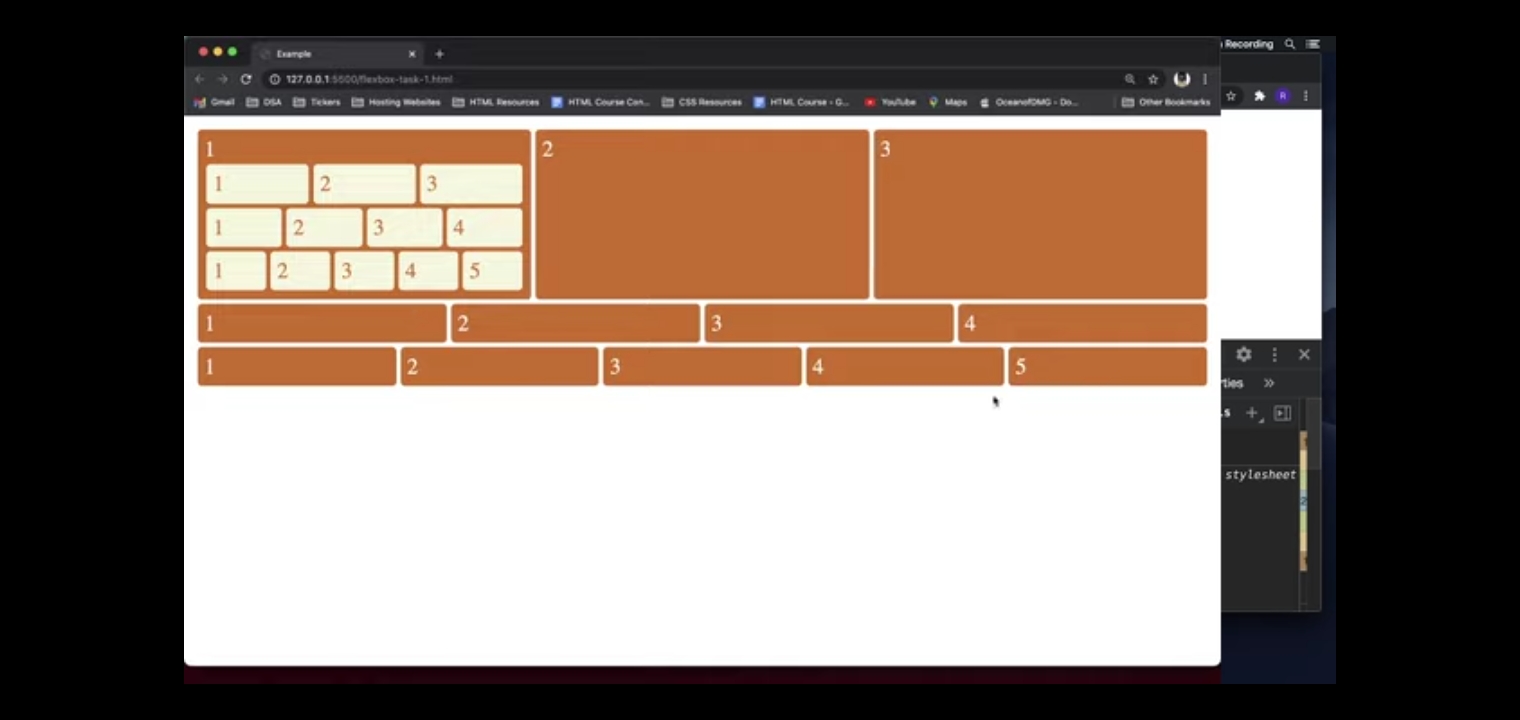 Example
Recording
127.0.0.1:5500/flexbox-task-1.html
Gmail DSA Tickers Hosting Websites HTML Resources HTML Course Con... CSS Resources HTML Course - G... YouTube Maps OceanofDMG - Do... Other Bookmarks
R
1 2 3
1 2 3
1 2 3 4
1 2 3 4 5
1 2 3 4
1 2 3 4 5
rties
.s
stylesheet